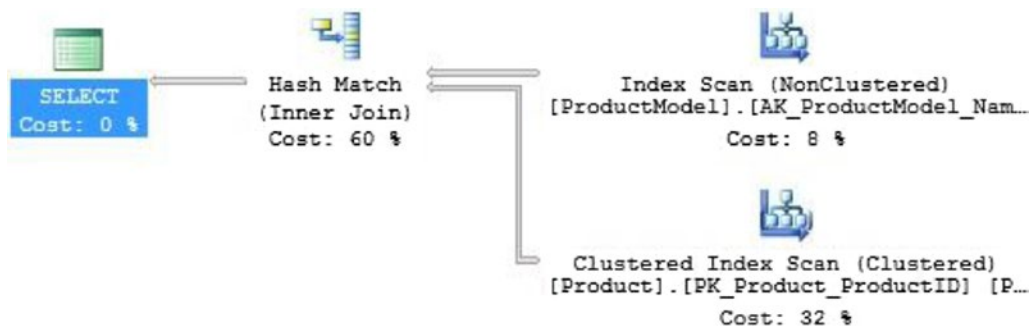 SELECT
Cost: 0 %
Hash Match
(Inner Join)
Cost: 60 %
Index Scan (NonClustered)
[ProductModel].[AK_ProductModel_Nam…
Cost: 8 %
Clustered Index Scan (Clustered)
[Product].[PK_Product_ProductID] [P…
Cost: 32 %